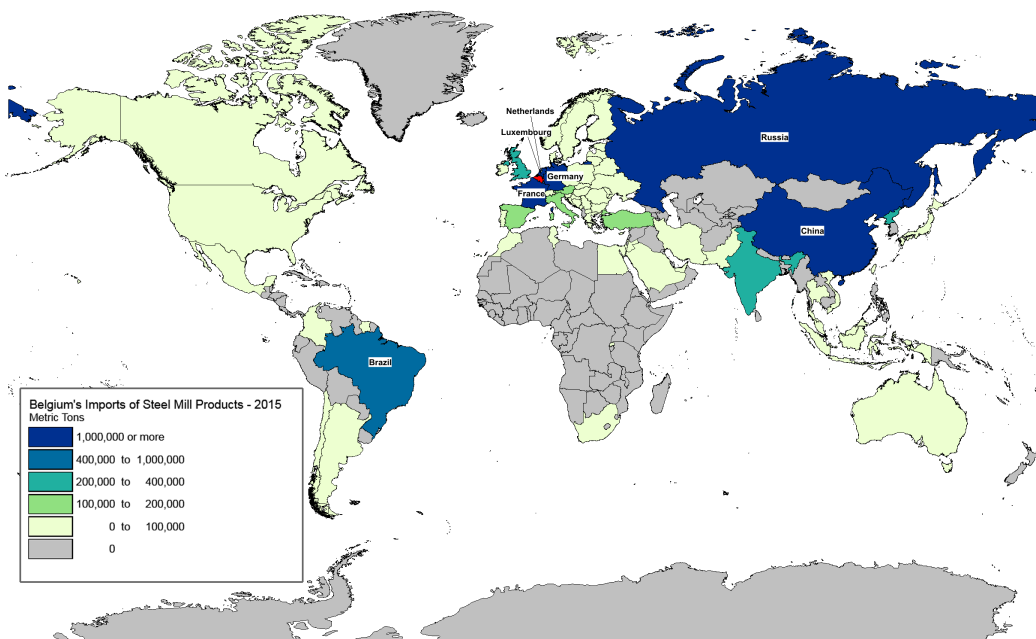 Netherlands
Luxembourg
Russia
Germany
France
China
Brazil
Belgium's Imports of Steel Mill Products - 2015
Metric Tons
1,000,000 or more
400,000 to 1,000,000
200,000 to 400,000
100,000 to 200,000
0 to 100,000
0